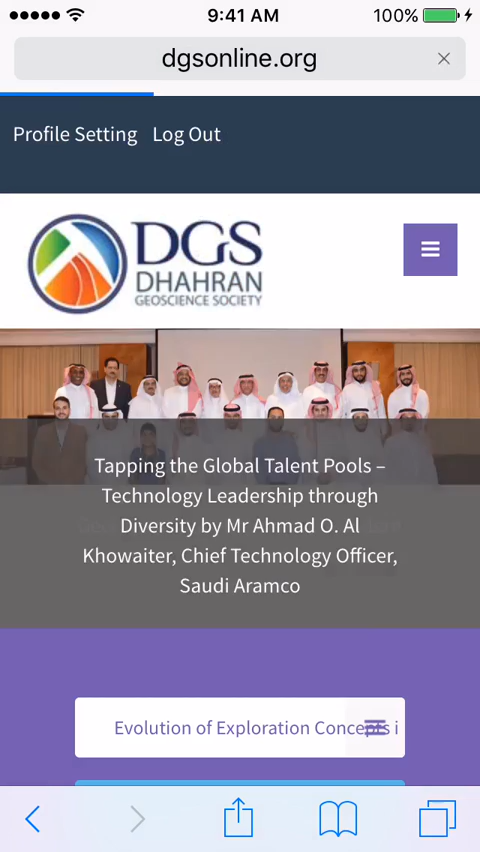 9:41 AM
100%
dgsonline.org
Profile Setting Log Out
DGS
DHAHRAN
GEOSCIENCE SOCIETY
Tapping the Global Talent Pools –
Technology Leadership through
Diversity by Mr Ahmad O. Al
Khowaiter, Chief Technology Officer,
Saudi Aramco
Evolution of Exploration Concepts i